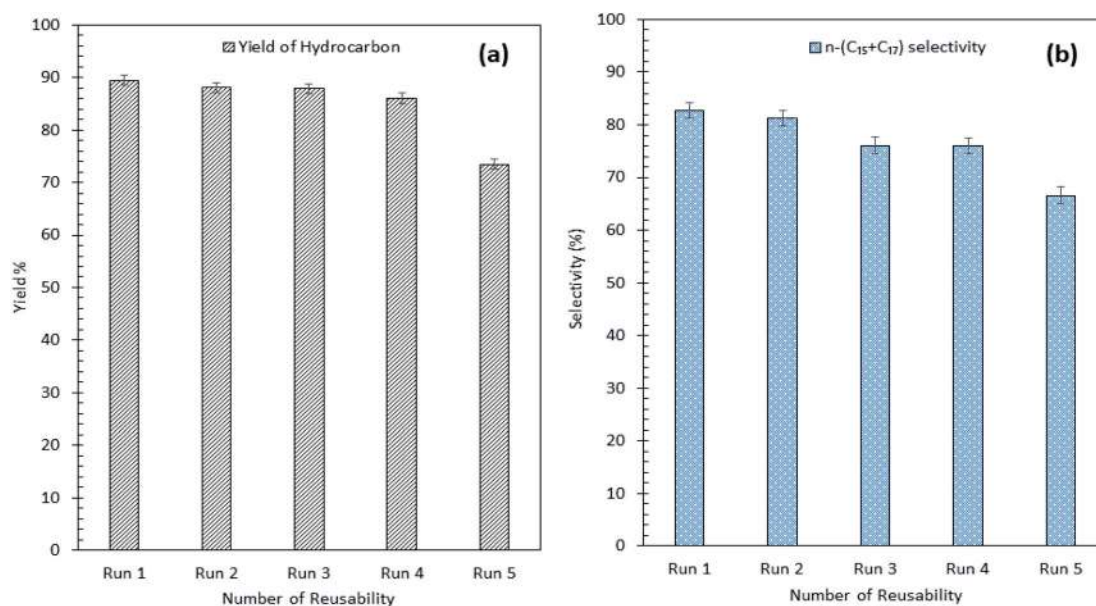 100
90
80
70
60
50
40
30
20
10
0
Yield %
Yield of Hydrocarbon
(a)
Run 1 Run 2 Run 3 Run 4 Run 5
Number of Reusability
100
90
80
70
60
50
40
30
20
10
0
Selectivity (%)
n-(C₁₅+C₁₇) selectivity
(b)
Run 1 Run 2 Run 3 Run 4 Run 5
Number of Reusability